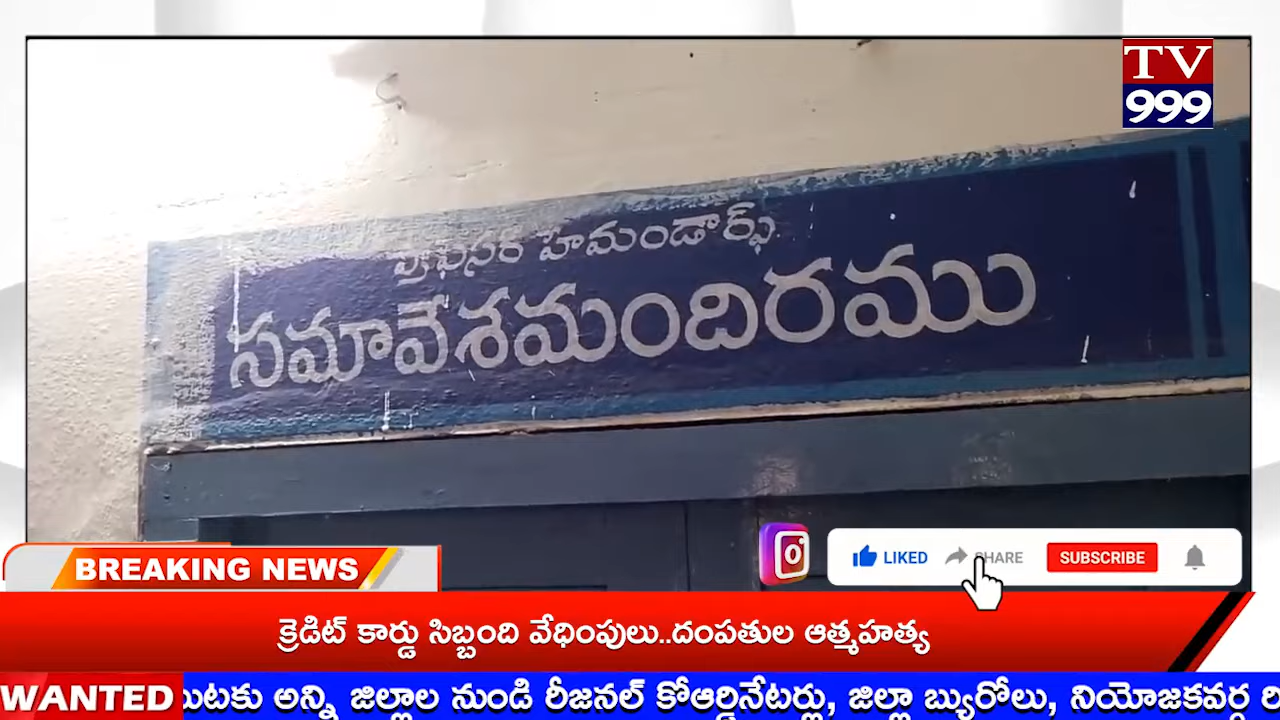 TV
999
ప్రొఫెసర్ హైమండార్ఫ్
సమావేశమందిరము
LIKED SHARE SUBSCRIBE
BREAKING NEWS
క్రెడిట్ కార్డు సిబ్బంది వేధింపులు..దంపతుల ఆత్మహత్య
WANTED అన్ని జిల్లాల నుండి రీజనల్ కోఆర్డినేటర్లు, జిల్లా బ్యురోలు, నియోజకవర్గ